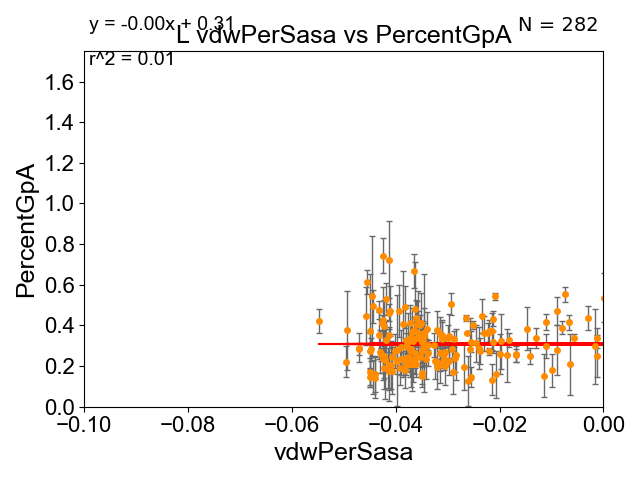 y = -0.00x + 0.31
N = 282
L vdwPerSasa vs PercentGpA
r^2 = 0.01
1.6
1.4
1.2
1.0
0.8
0.6
0.4
0.2
0.0
PercentGpA
−0.10
−0.08
−0.06
−0.04
−0.02
0.00
vdwPerSasa